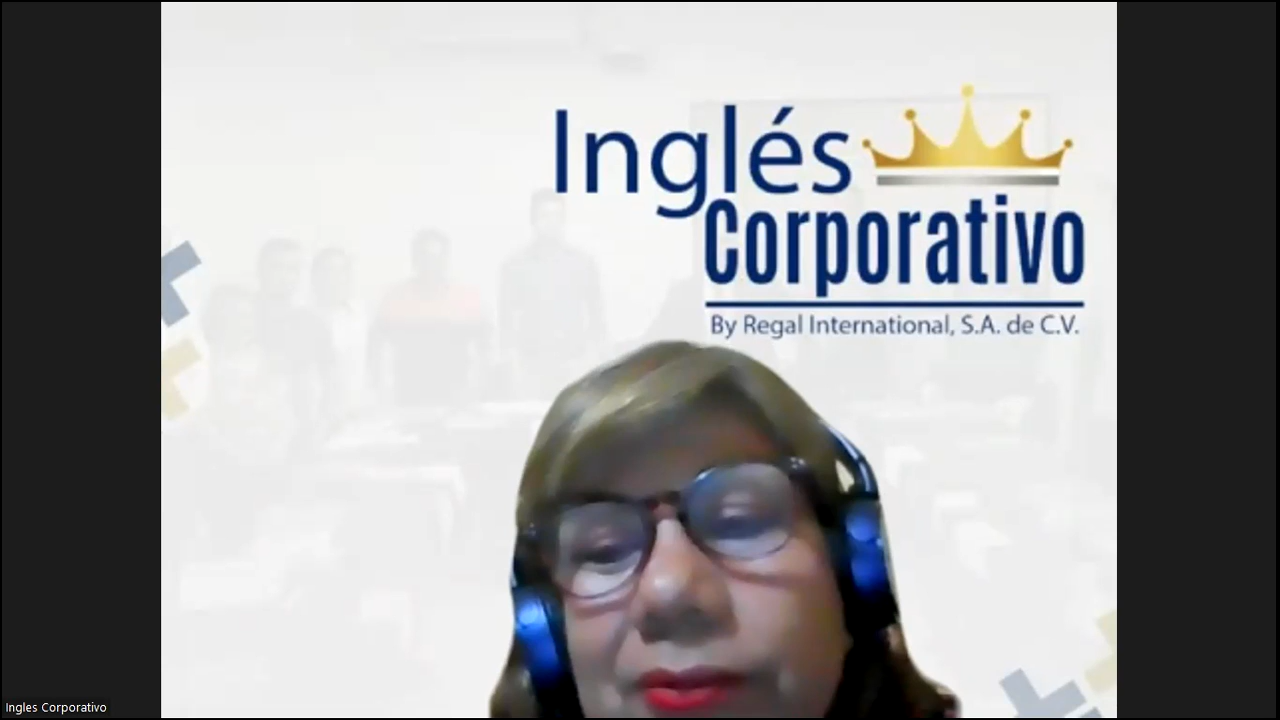 Inglés
Corporativo
By Regal International, S.A. de C.V.
Ingles Corporativo